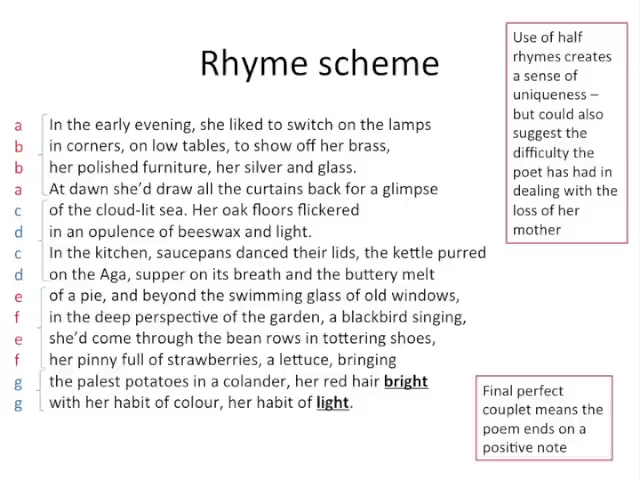 Rhyme scheme
a In the early evening, she liked to switch on the lamps
b in corners, on low tables, to show off her brass,
b her polished furniture, her silver and glass.
a At dawn she'd draw all the curtains back for a glimpse
c of the cloud-lit sea. Her oak floors flickered
d in an opulence of beeswax and light.
c In the kitchen, saucepans danced their lids, the kettle purred
d on the Aga, supper on its breath and the buttery melt
e of a pie, and beyond the swimming glass of old windows,
f in the deep perspective of the garden, a blackbird singing,
e she'd come through the bean rows in tottering shoes,
f her pinny full of strawberries, a lettuce, bringing
g the palest potatoes in a colander, her red hair bright
g with her habit of colour, her habit of light.
Use of half
rhymes creates
a sense of
uniqueness –
but could also
suggest the
difficulty the
poet has had in
dealing with the
loss of her
mother
Final perfect
couplet means the
poem ends on a
positive note